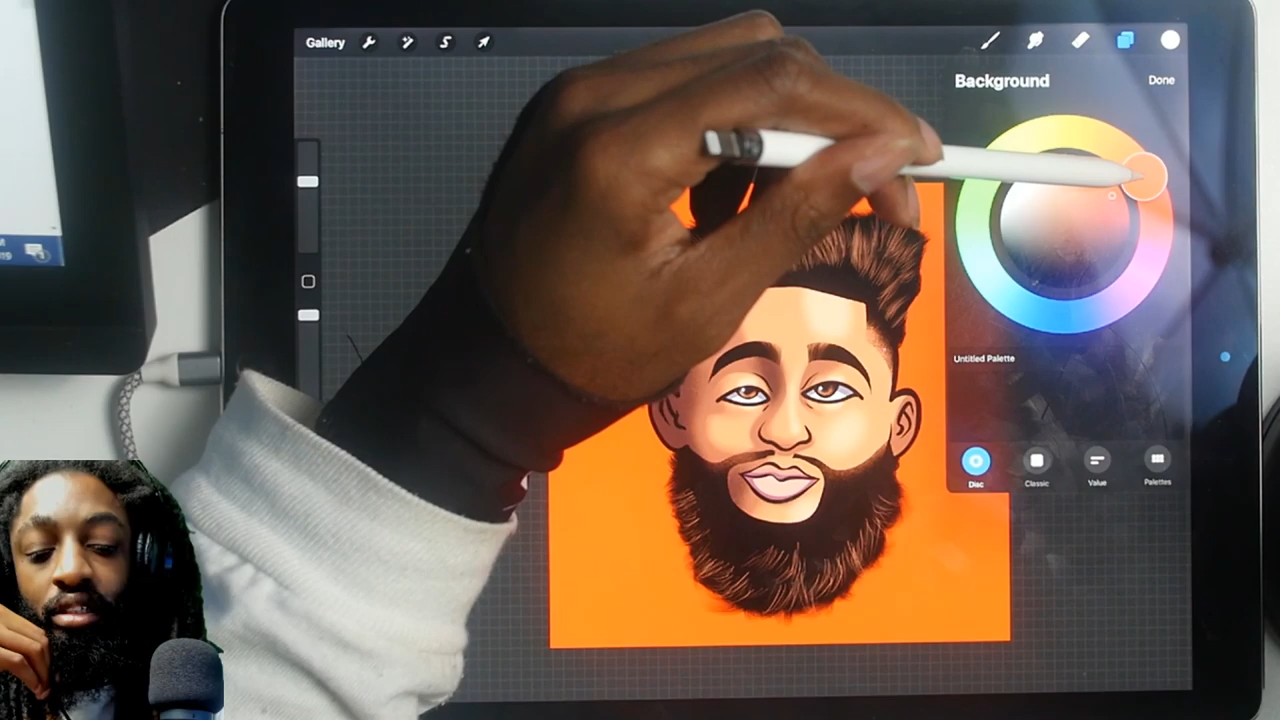 Gallery
Background
Done
Untitled Palette
Disc
Classic
Value
Palettes